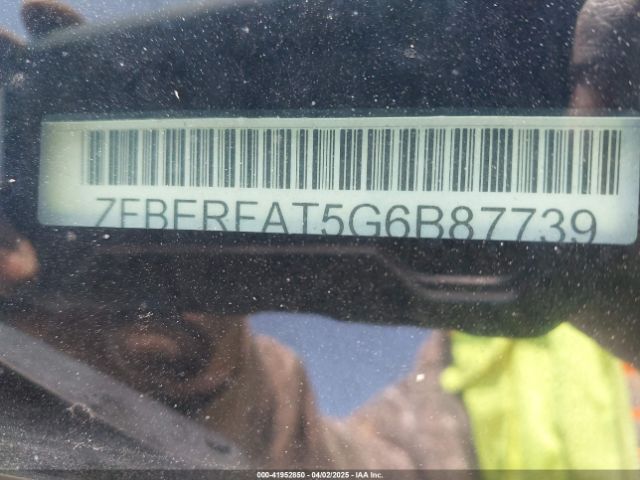 ZFBERFAT5G6B87739
000-41952650 | 04/02/2025 - IAA Inc.